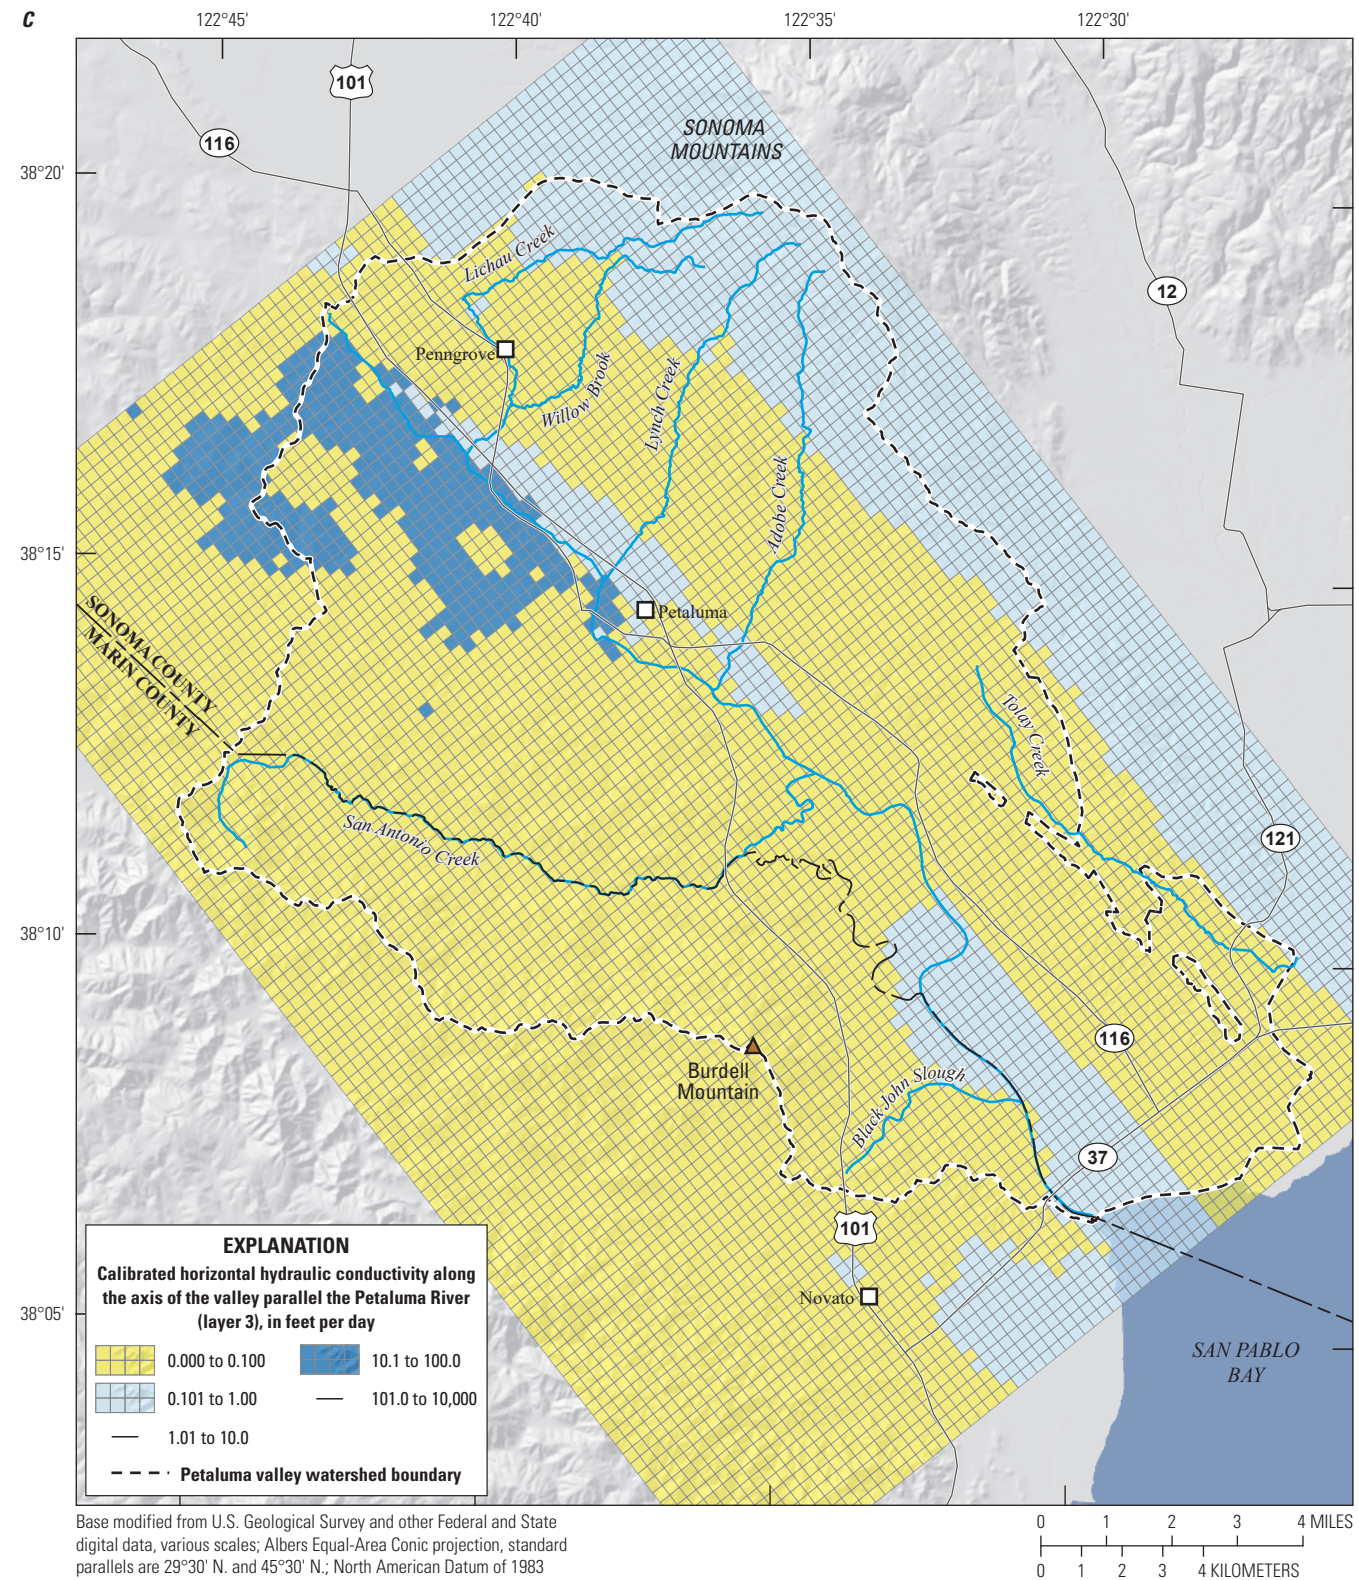 C
122°45'
122°40'
122°35'
122°30'
101
116
SONOMA
MOUNTAINS
38°20'
Lichau Creek
12
Penngrove
Willow Brook
Lynch Creek
Adobe Creek
38°15'
SONOMA COUNTY
MARIN COUNTY
Petaluma
Tolay Creek
San Antonio Creek
121
38°10'
116
Burdell
Mountain
Black John Slough
37
101
Novato
38°05'
SAN PABLO
BAY
EXPLANATION
Calibrated horizontal hydraulic conductivity along
the axis of the valley parallel the Petaluma River
(layer 3), in feet per day
0.000 to 0.100
10.1 to 100.0
0.101 to 1.00
101.0 to 10,000
1.01 to 10.0
Petaluma valley watershed boundary
Base modified from U.S. Geological Survey and other Federal and State
digital data, various scales; Albers Equal-Area Conic projection, standard
parallels are 29°30' N. and 45°30' N.; North American Datum of 1983
0 1 2 3 4 MILES
0 1 2 3 4 KILOMETERS